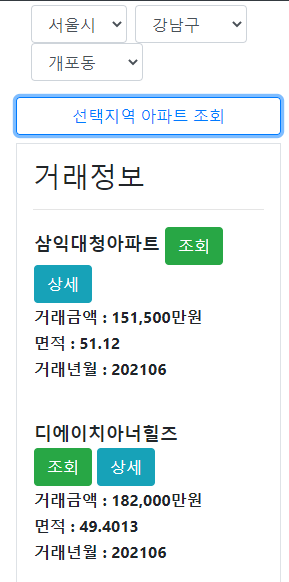 서울시 강남구
개포동
선택지역 아파트 조회
거래정보
삼익대청아파트 조회
상세
거래금액 : 151,500만원
면적 : 51.12
거래년월 : 202106
디에이치아너힐즈
조회 상세
거래금액 : 182,000만원
면적 : 49.4013
거래년월 : 202106